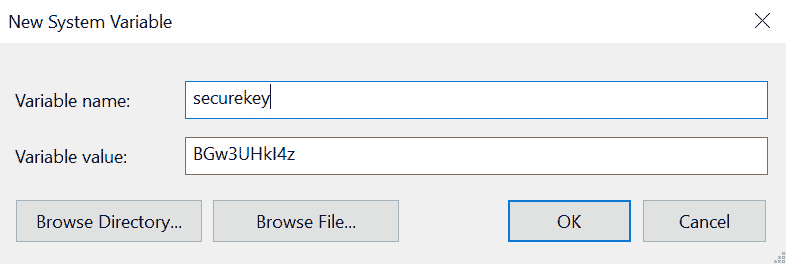 New System Variable
Variable name: securekey
Variable value: BGw3UHkI4z
Browse Directory... Browse File... OK Cancel